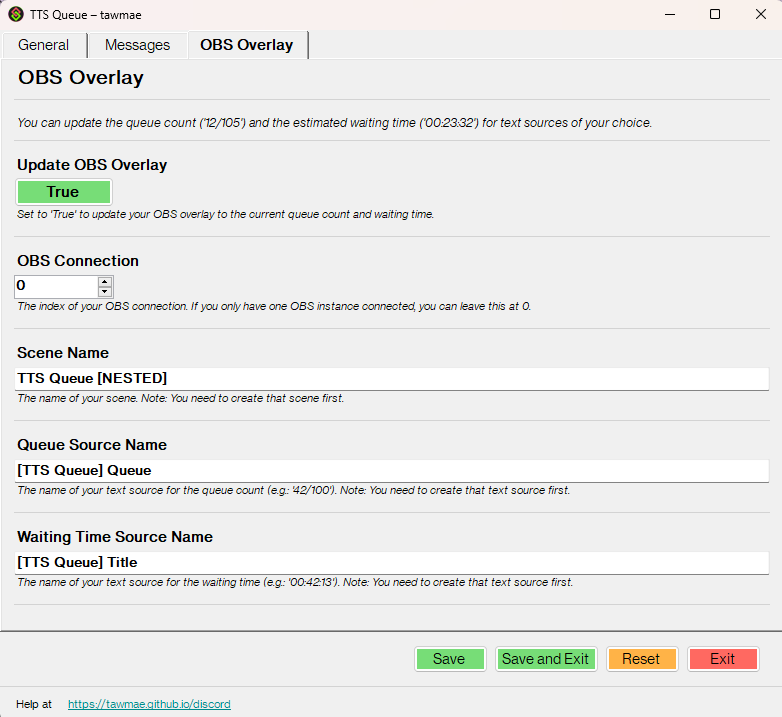 TTS Queue – tawmae
General
Messages
OBS Overlay
OBS Overlay
You can update the queue count ('12/105') and the estimated waiting time ('00:23:32') for text sources of your choice.
Update OBS Overlay
True
Set to 'True' to update your OBS overlay to the current queue count and waiting time.
OBS Connection
0
The index of your OBS connection. If you only have one OBS instance connected, you can leave this at 0.
Scene Name
TTS Queue [NESTED]
The name of your scene. Note: You need to create that scene first.
Queue Source Name
[TTS Queue] Queue
The name of your text source for the queue count (e.g.: '42/100'). Note: You need to create that text source first.
Waiting Time Source Name
[TTS Queue] Title
The name of your text source for the waiting time (e.g.: '00:42:13'). Note: You need to create that text source first.
Save
Save and Exit
Reset
Exit
Help at https://tawmae.github.io/discord